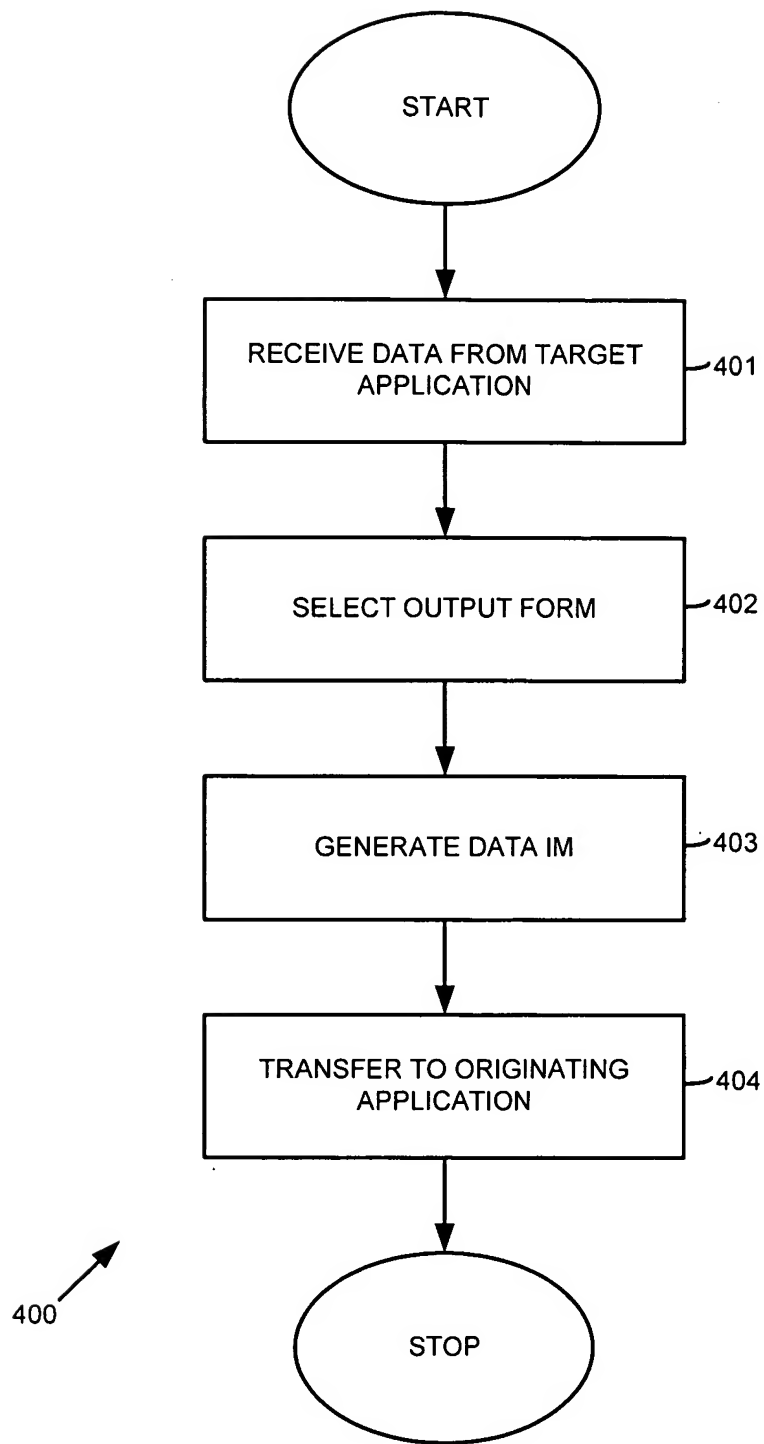 START
RECEIVE DATA FROM TARGET
APPLICATION
401
SELECT OUTPUT FORM
402
GENERATE DATA IM
403
TRANSFER TO ORIGINATING
APPLICATION
404
400
STOP